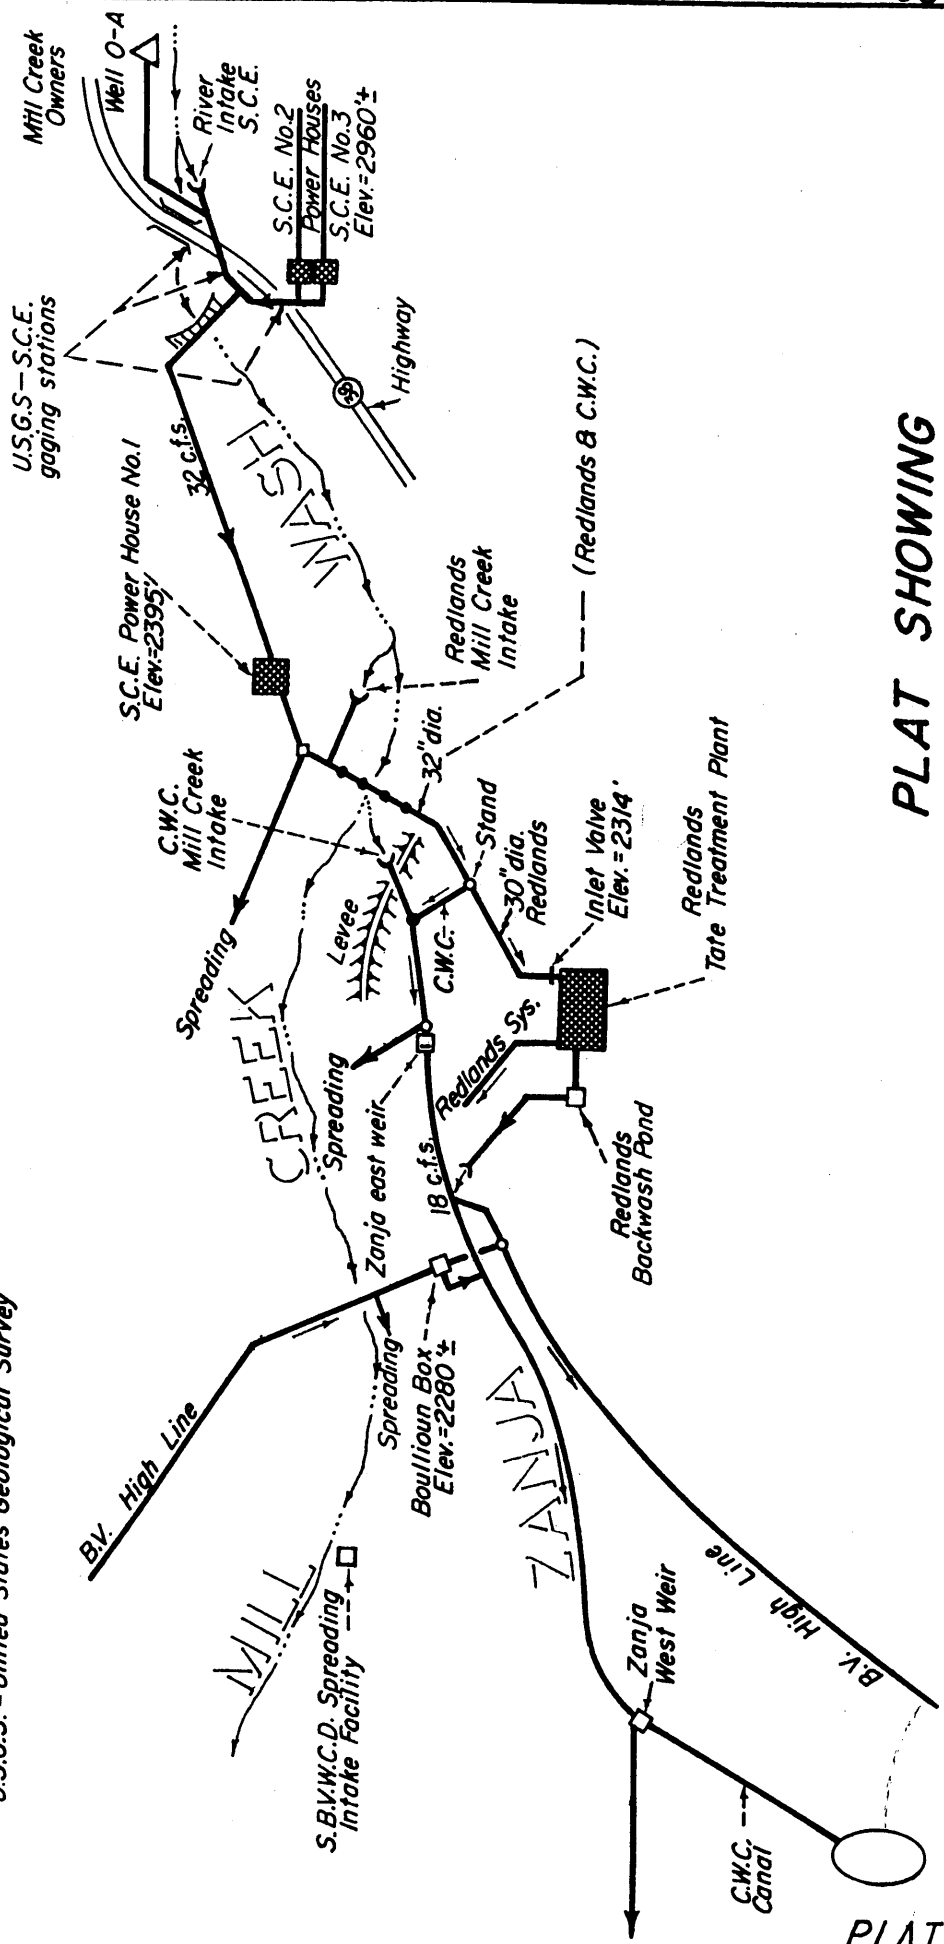 Mill Creek
Owners
Well O-A
River
Intake
S.C.E.
U.S.G.S-S.C.E.
gaging stations
S.C.E. No.2
Power Houses
S.C.E. No.3
Elev.=2960'±
Highway
32 c.f.s.
S.C.E. Power House No.1
Elev.=2395'
WASH
Redlands
Mill Creek
Intake
(Redlands & C.W.C.)
C.W.C.
Mill Creek
Intake
32" dia.
Stand
30" dia.
Redlands
Inlet Valve
Elev.=2314'
Redlands
Tate Treatment Plant
Spreading
Levee
C.W.C.
CREEK
Spreading
Zanja east weir
Redlands Sys.
18 c.f.s.
Redlands
Backwash Pond
B.V. High Line
Spreading
Boullioun Box
Elev.=2280'±
MILL
ZANJA
S.B.V.W.C.D. Spreading
Intake Facility
Zanja
West Weir
B.V. High Line
C.W.C.
Canal
U.S.G.S. - United States Geological Survey
PLAT SHOWING
PLAT